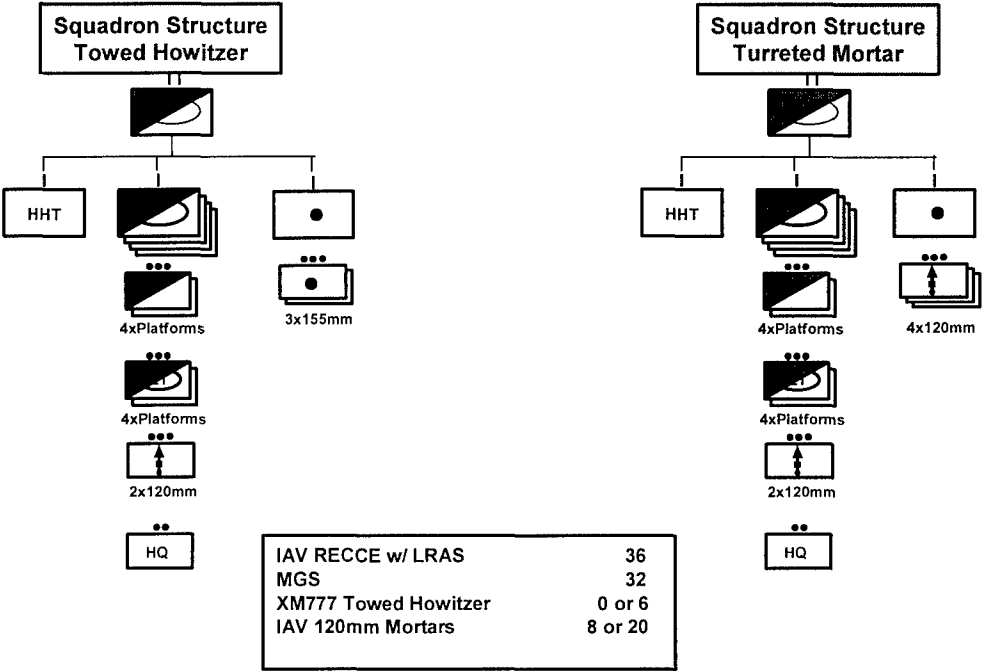 Squadron Structure
Towed Howitzer
HHT
4xPlatforms
4xPlatforms
2x120mm
HQ
3x155mm
Squadron Structure
Turreted Mortar
HHT
4xPlatforms
4xPlatforms
2x120mm
HQ
4x120mm
IAV RECCE w/ LRAS 36
MGS 32
XM777 Towed Howitzer 0 or 6
IAV 120mm Mortars 8 or 20